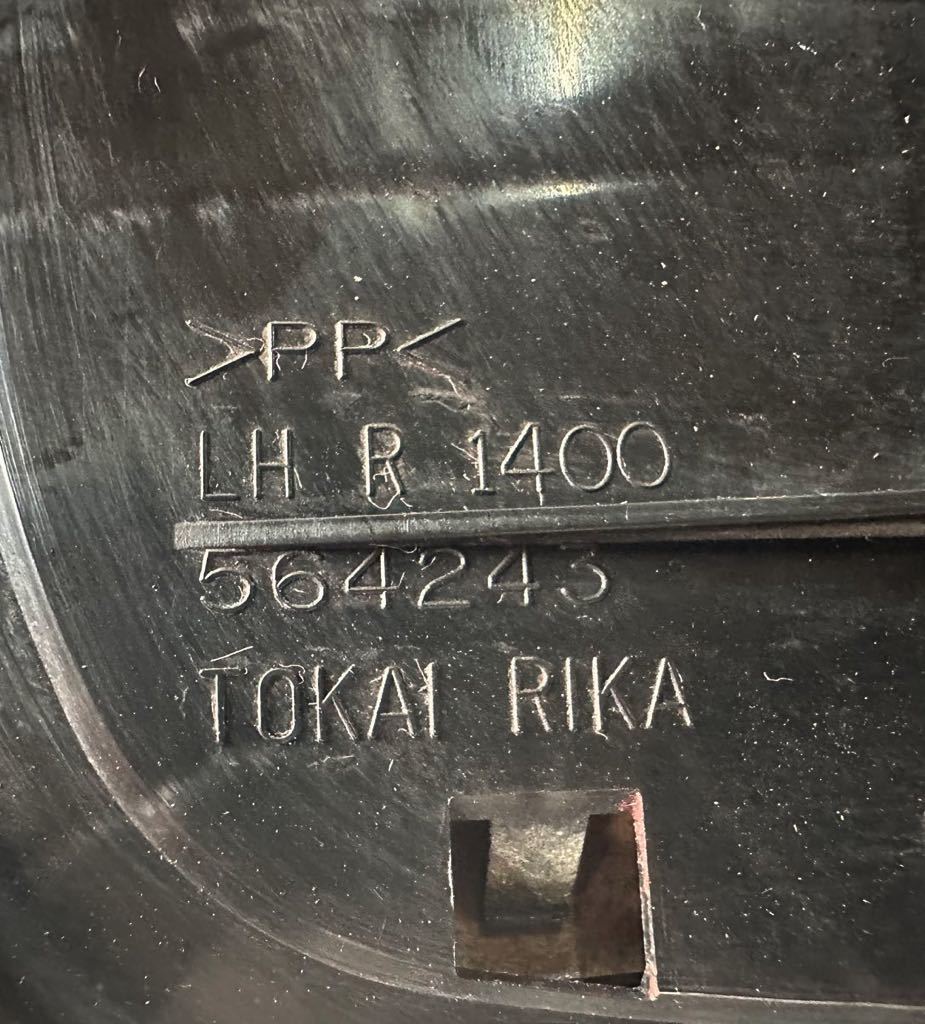 >PP<
LH R 1400
564243
TOKAI RIKA